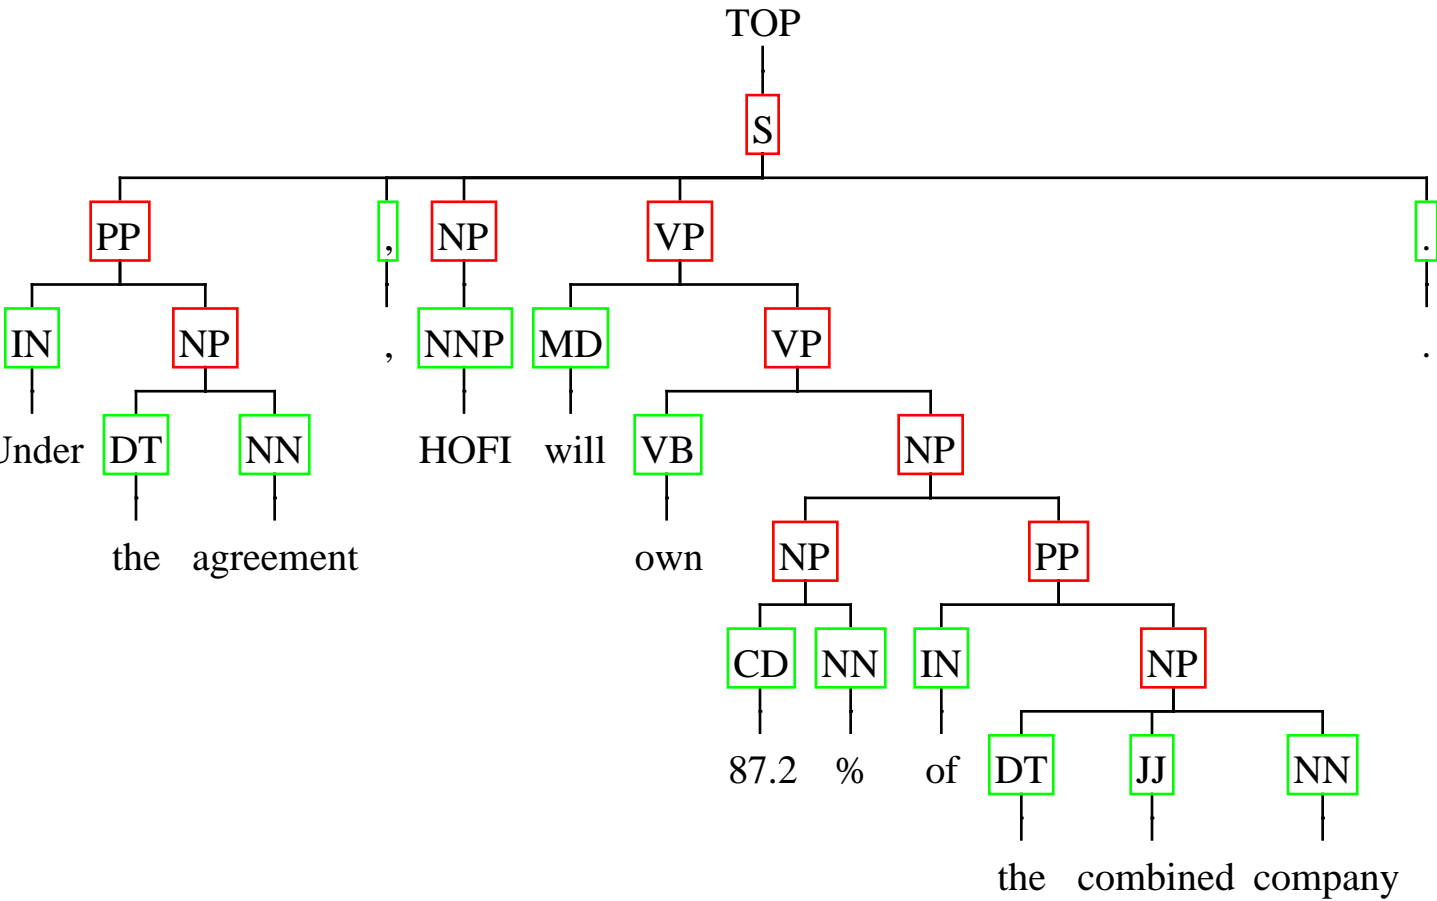 TOP
S
PP , NP VP .
IN NP , NNP MD VP .
Under DT NN HOFI will VB NP
the agreement own NP PP
CD NN IN NP
87.2 % of DT JJ NN
the combined company